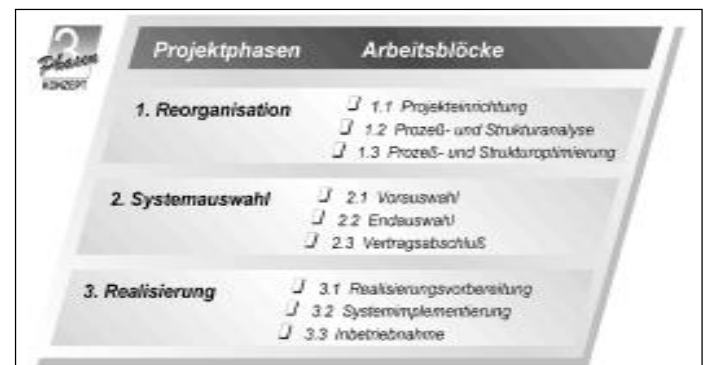 3
Phasen
KONZEPT
Projektphasen Arbeitsblöcke
1. Reorganisation
1.1 Projekteinrichtung
1.2 Prozeß- und Strukturanalyse
1.3 Prozeß- und Strukturoptimierung
2. Systemauswahl
2.1 Vorauswahl
2.2 Endauswahl
2.3 Vertragsabschluß
3. Realisierung
3.1 Realisierungsvorbereitung
3.2 Systemimplementierung
3.3 Inbetriebnahme